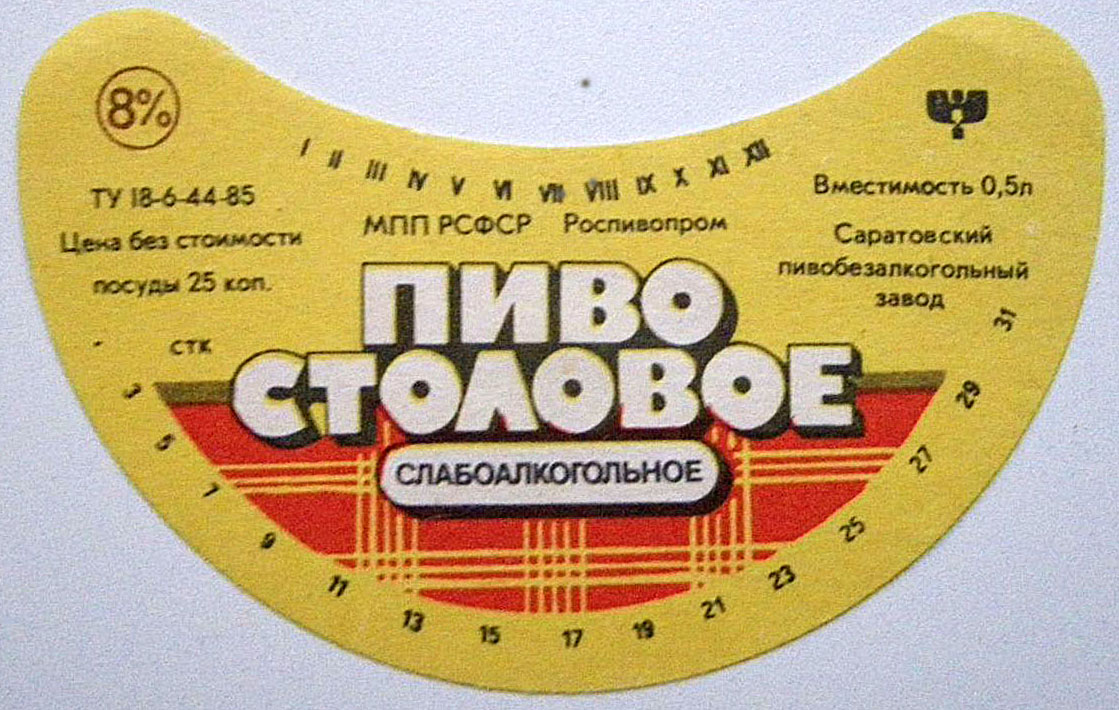 8%
ТУ 18-6-44-85
Цена без стоимости
посуды 25 коп.
стк
I II III IV V VI VII VIII IX X XI XII
МПП РСФСР Роспивопром
Вместимость 0,5л
Саратовский
пивобезалкогольный
завод
ПИВО
СТОЛОВОЕ
СЛАБОАЛКОГОЛЬНОЕ
3 5 7 9 11 13 15 17 19 21 23 25 27 29 31